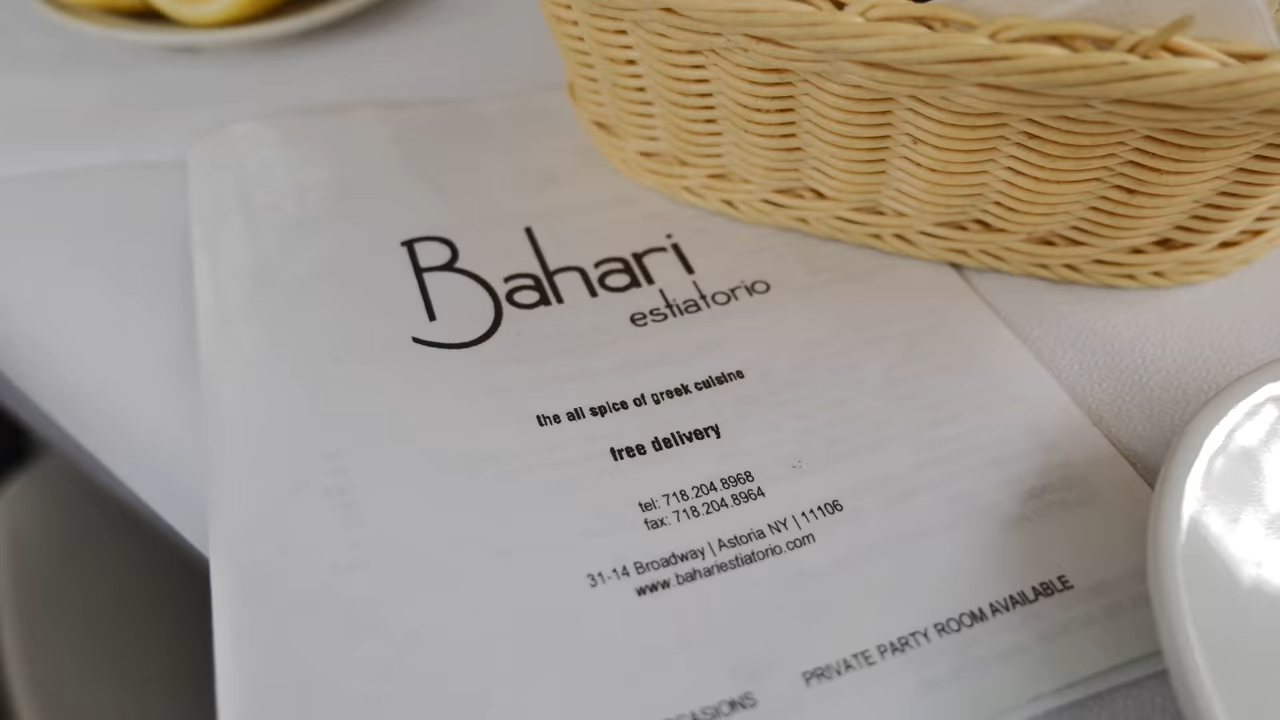 Bahari
estiatorio
the all spice of greek cuisine
free delivery
tel: 718.204.8968
fax: 718.204.8964
31-14 Broadway | Astoria NY | 11106
www.bahariestiatorio.com
PRIVATE PARTY ROOM AVAILABLE